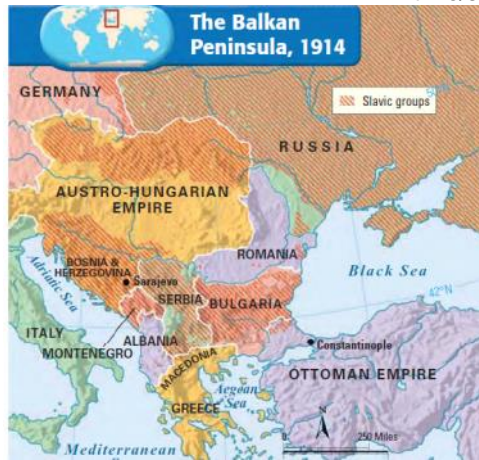 The Balkan
Peninsula, 1914
GERMANY
Slavic groups
RUSSIA
AUSTRO-HUNGARIAN
EMPIRE
ROMANIA
BOSNIA &
HERZEGOVINA
Sarajevo
Adriatic Sea
SERBIA
BULGARIA
Black Sea
42°N
ITALY
MONTENEGRO
ALBANIA
MACEDONIA
Constantinople
OTTOMAN EMPIRE
GREECE
Aegean
Sea
N
0
250 Miles
Mediterranean